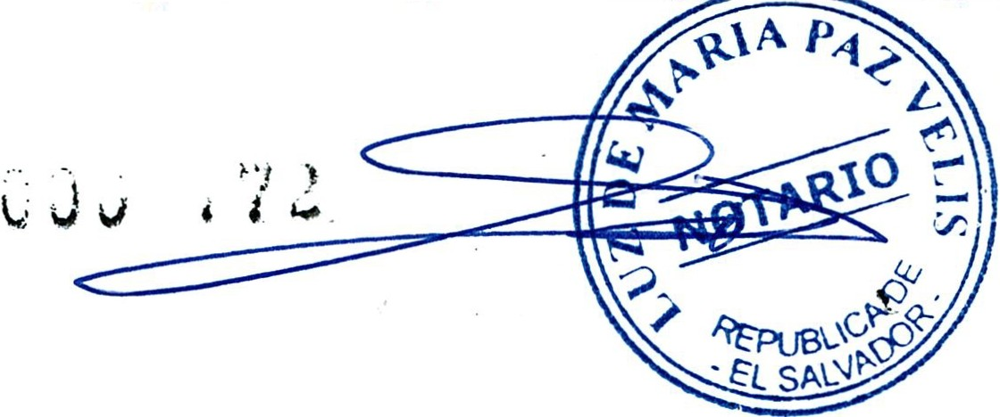 LUZ DE MARIA PAZ VELIS
NOTARIO
REPUBLICA DE
- EL SALVADOR -